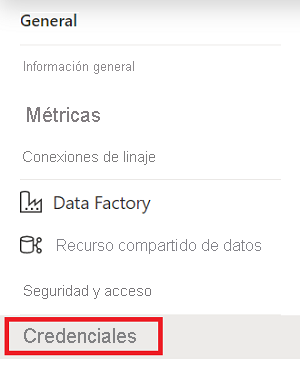 General
Información general
Métricas
Conexiones de linaje
Data Factory
Recurso compartido de datos
Seguridad y acceso
Credenciales